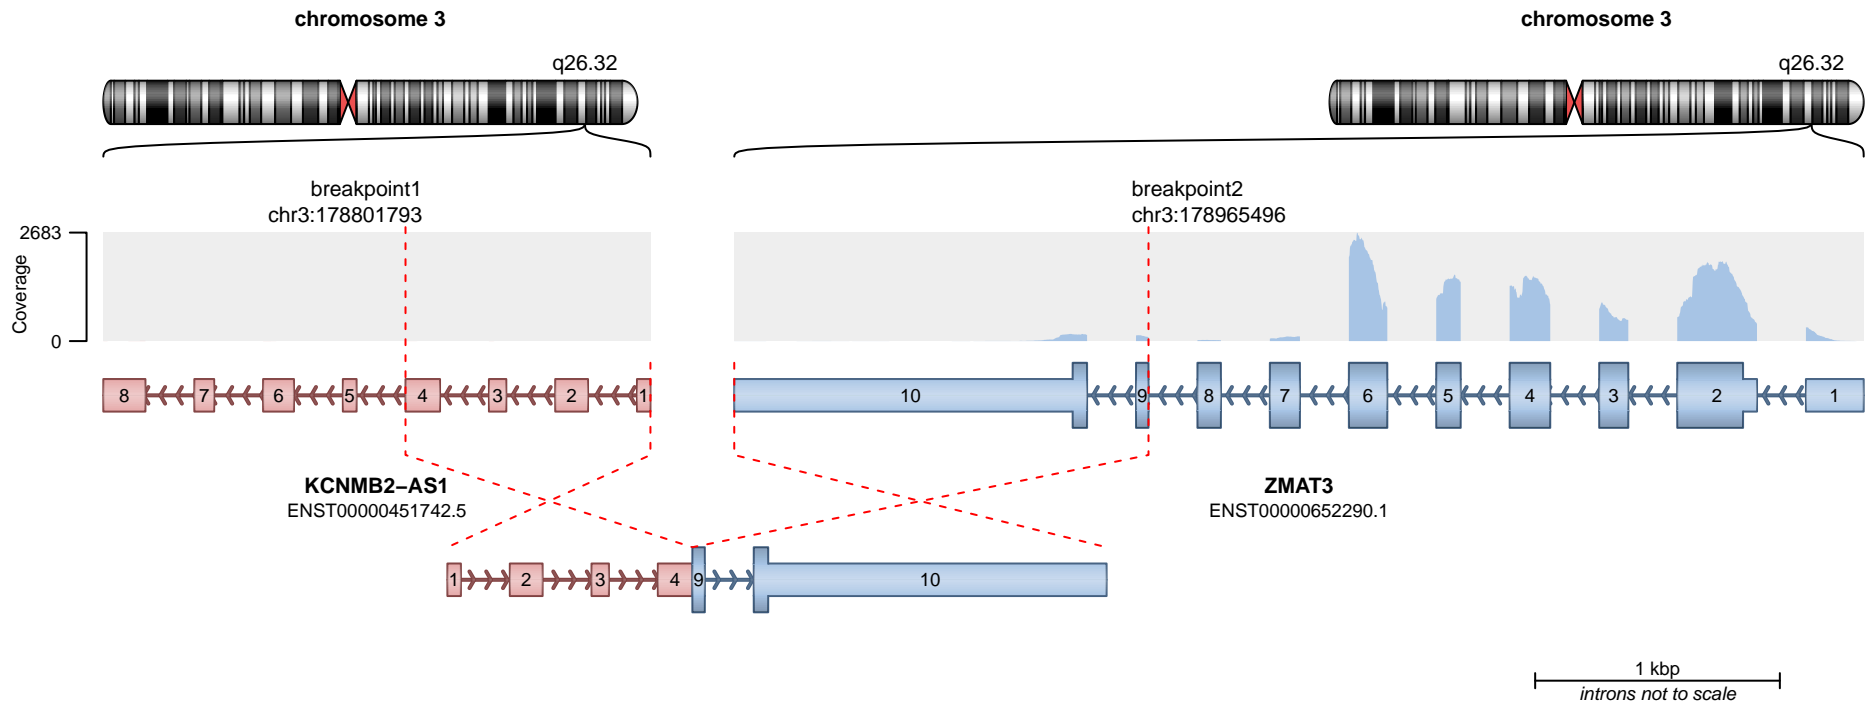 chromosome 3
chromosome 3
q26.32
q26.32
breakpoint1
chr3:178801793
breakpoint2
chr3:178965496
2683
Coverage
0
8 7 6 5 4 3 2 1
10 9 8 7 6 5 4 3 2 1
KCNMB2−AS1
ENST00000451742.5
ZMAT3
ENST00000652290.1
1 2 3 4 9 10
1 kbp
introns not to scale